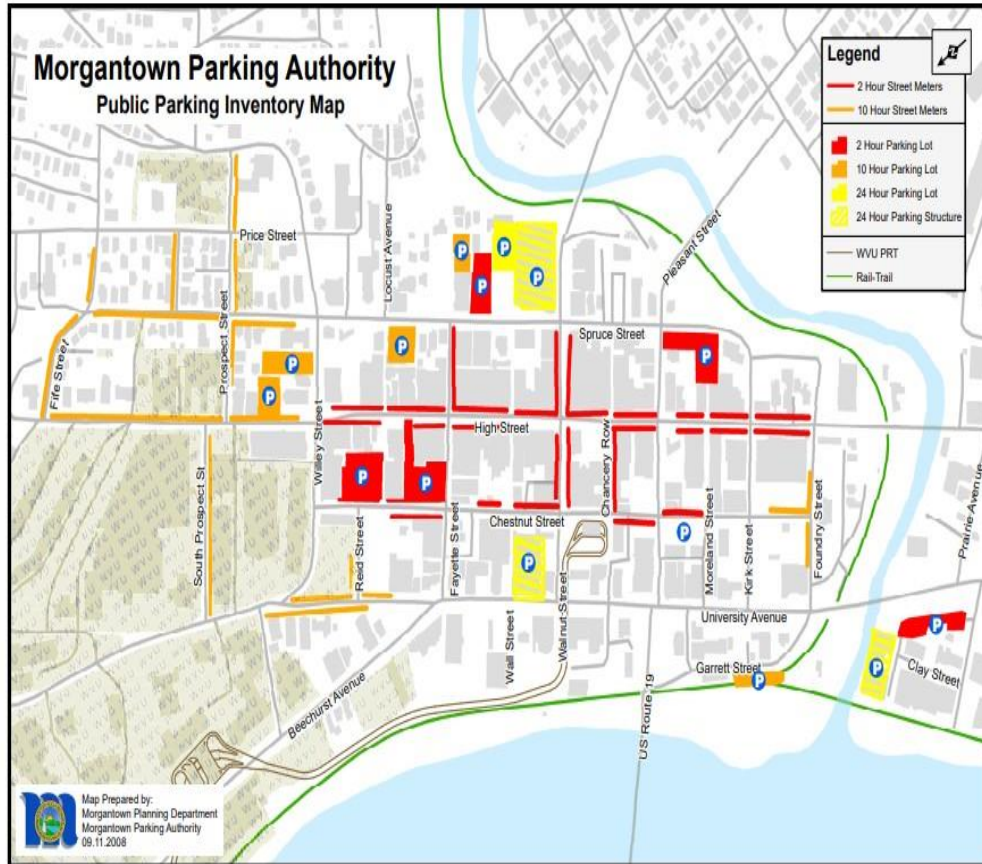 Morgantown Parking Authority
Public Parking Inventory Map
Legend
2 Hour Street Meters
10 Hour Street Meters
2 Hour Parking Lot
10 Hour Parking Lot
24 Hour Parking Lot
24 Hour Parking Structure
WVU PRT
Rail-Trail
Price Street
Locust Avenue
Pleasant Street
P
P
P
P
Spruce Street
Fife Street
Prospect Street
P
P
P
P
High Street
Willey Street
Chancery Row
P
P
South Prospect St
Reid Street
Fayette Street
Chestnut Street
P
P
Moreland Street
Kirk Street
Foundry Street
Prairie Avenue
Wall Street
Walnut Street
University Avenue
P
P
Clay Street
Garrett Street
P
Beechurst Avenue
US Route 19
Map Prepared by:
Morgantown Planning Department
Morgantown Parking Authority
09.11.2008